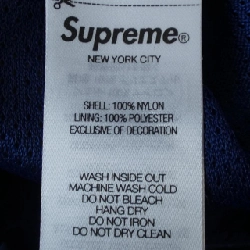 Supreme®
NEW YORK CITY
SHELL: 100% NYLON
LINING: 100% POLYESTER
EXCLUSIVE OF DECORATION
WASH INSIDE OUT
MACHINE WASH COLD
DO NOT BLEACH
HANG DRY
DO NOT IRON
DO NOT DRY CLEAN